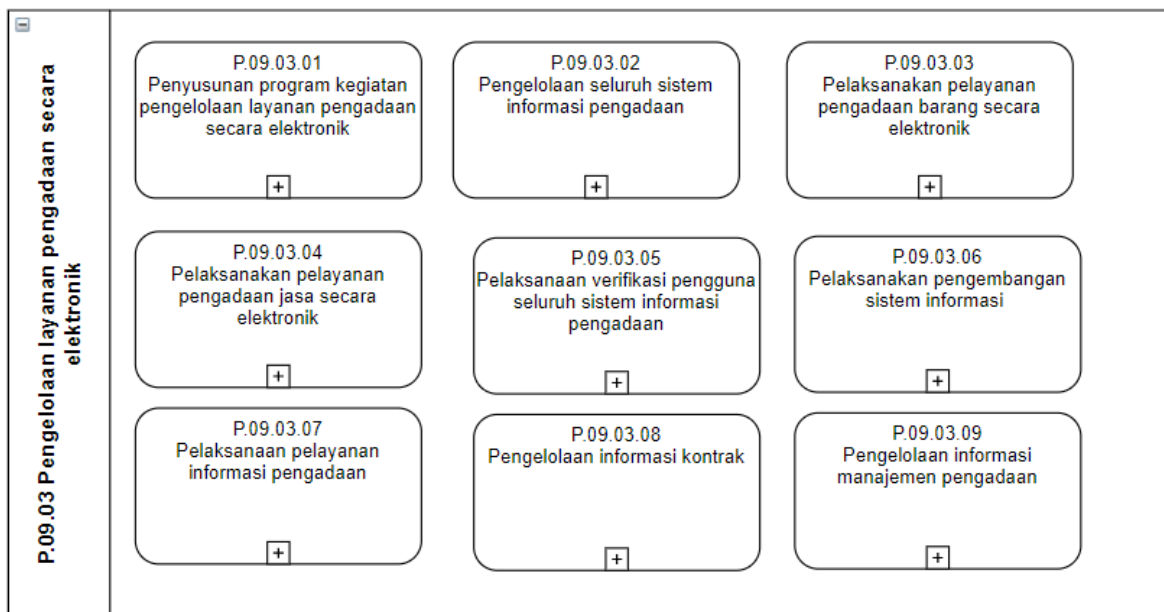 P.09.03 Pengelolaan layanan pengadaan secara
elektronik
P.09.03.01
Penyusunan program kegiatan
pengelolaan layanan pengadaan
secara elektronik
P.09.03.02
Pengelolaan seluruh sistem
informasi pengadaan
P.09.03.03
Pelaksanakan pelayanan
pengadaan barang secara
elektronik
P.09.03.04
Pelaksanakan pelayanan
pengadaan jasa secara
elektronik
P.09.03.05
Pelaksanaan verifikasi pengguna
seluruh sistem informasi
pengadaan
P.09.03.06
Pelaksanakan pengembangan
sistem informasi
P.09.03.07
Pelaksanaan pelayanan
informasi pengadaan
P.09.03.08
Pengelolaan informasi kontrak
P.09.03.09
Pengelolaan informasi
manajemen pengadaan